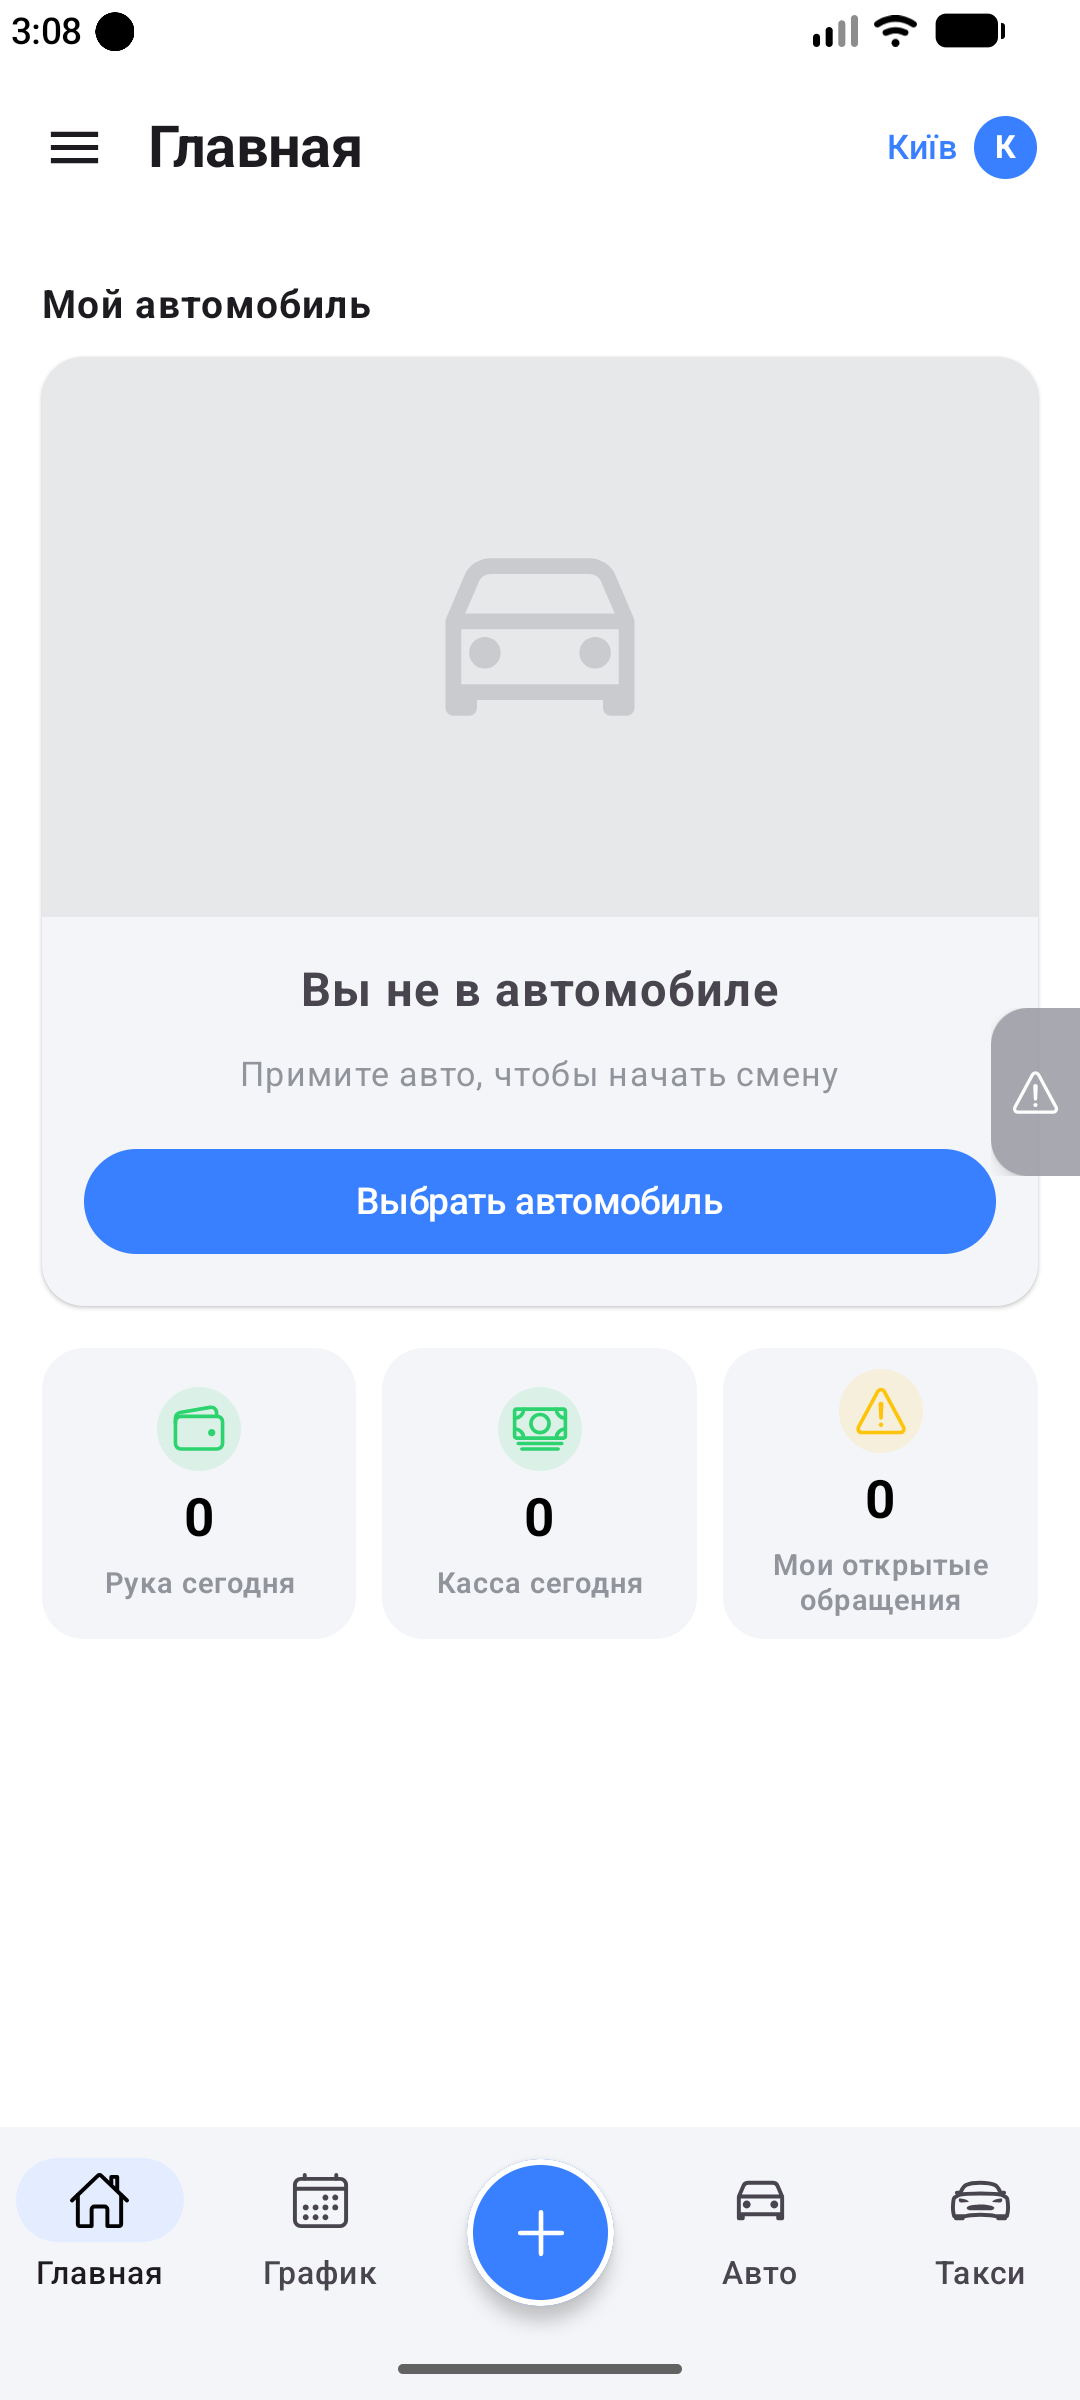 3:08
Главная
Київ
К
Мой автомобиль
Вы не в автомобиле
Примите авто, чтобы начать смену
Выбрать автомобиль
0
Рука сегодня
0
Касса сегодня
0
Мои открытые
обращения
Главная
График
Авто
Такси